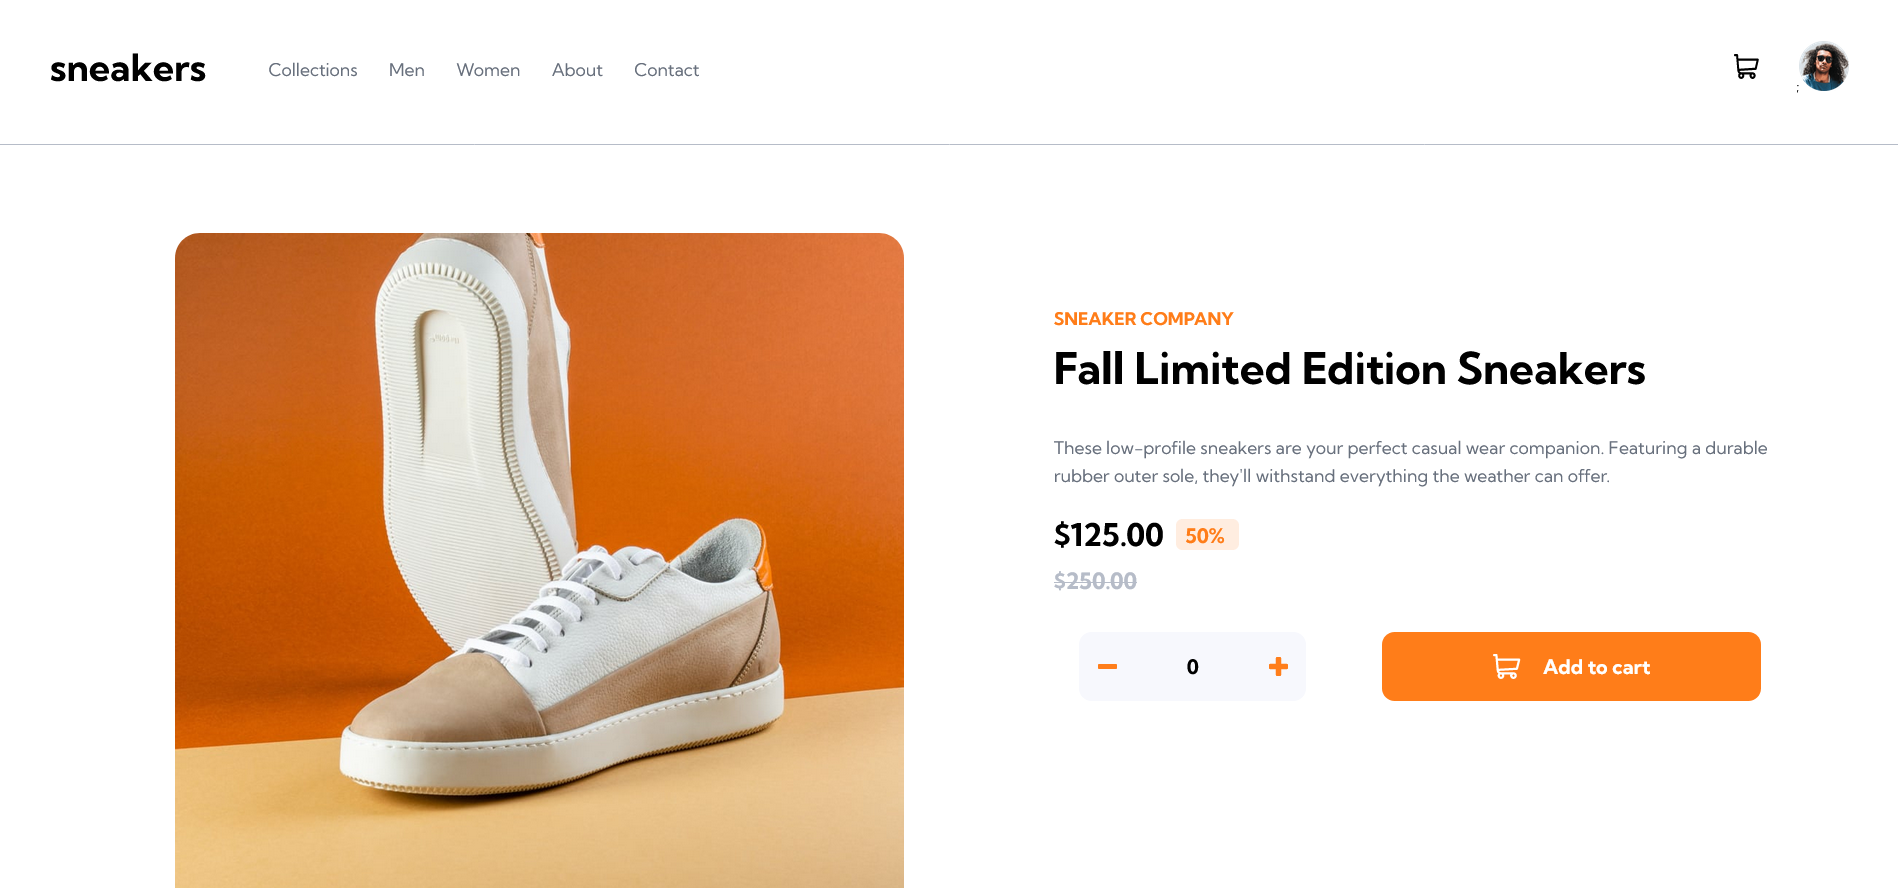 sneakers
Collections Men Women About Contact
;
SNEAKER COMPANY
Fall Limited Edition Sneakers
These low-profile sneakers are your perfect casual wear companion. Featuring a durable
rubber outer sole, they'll withstand everything the weather can offer.
$125.00 50%
$250.00
0 Add to cart